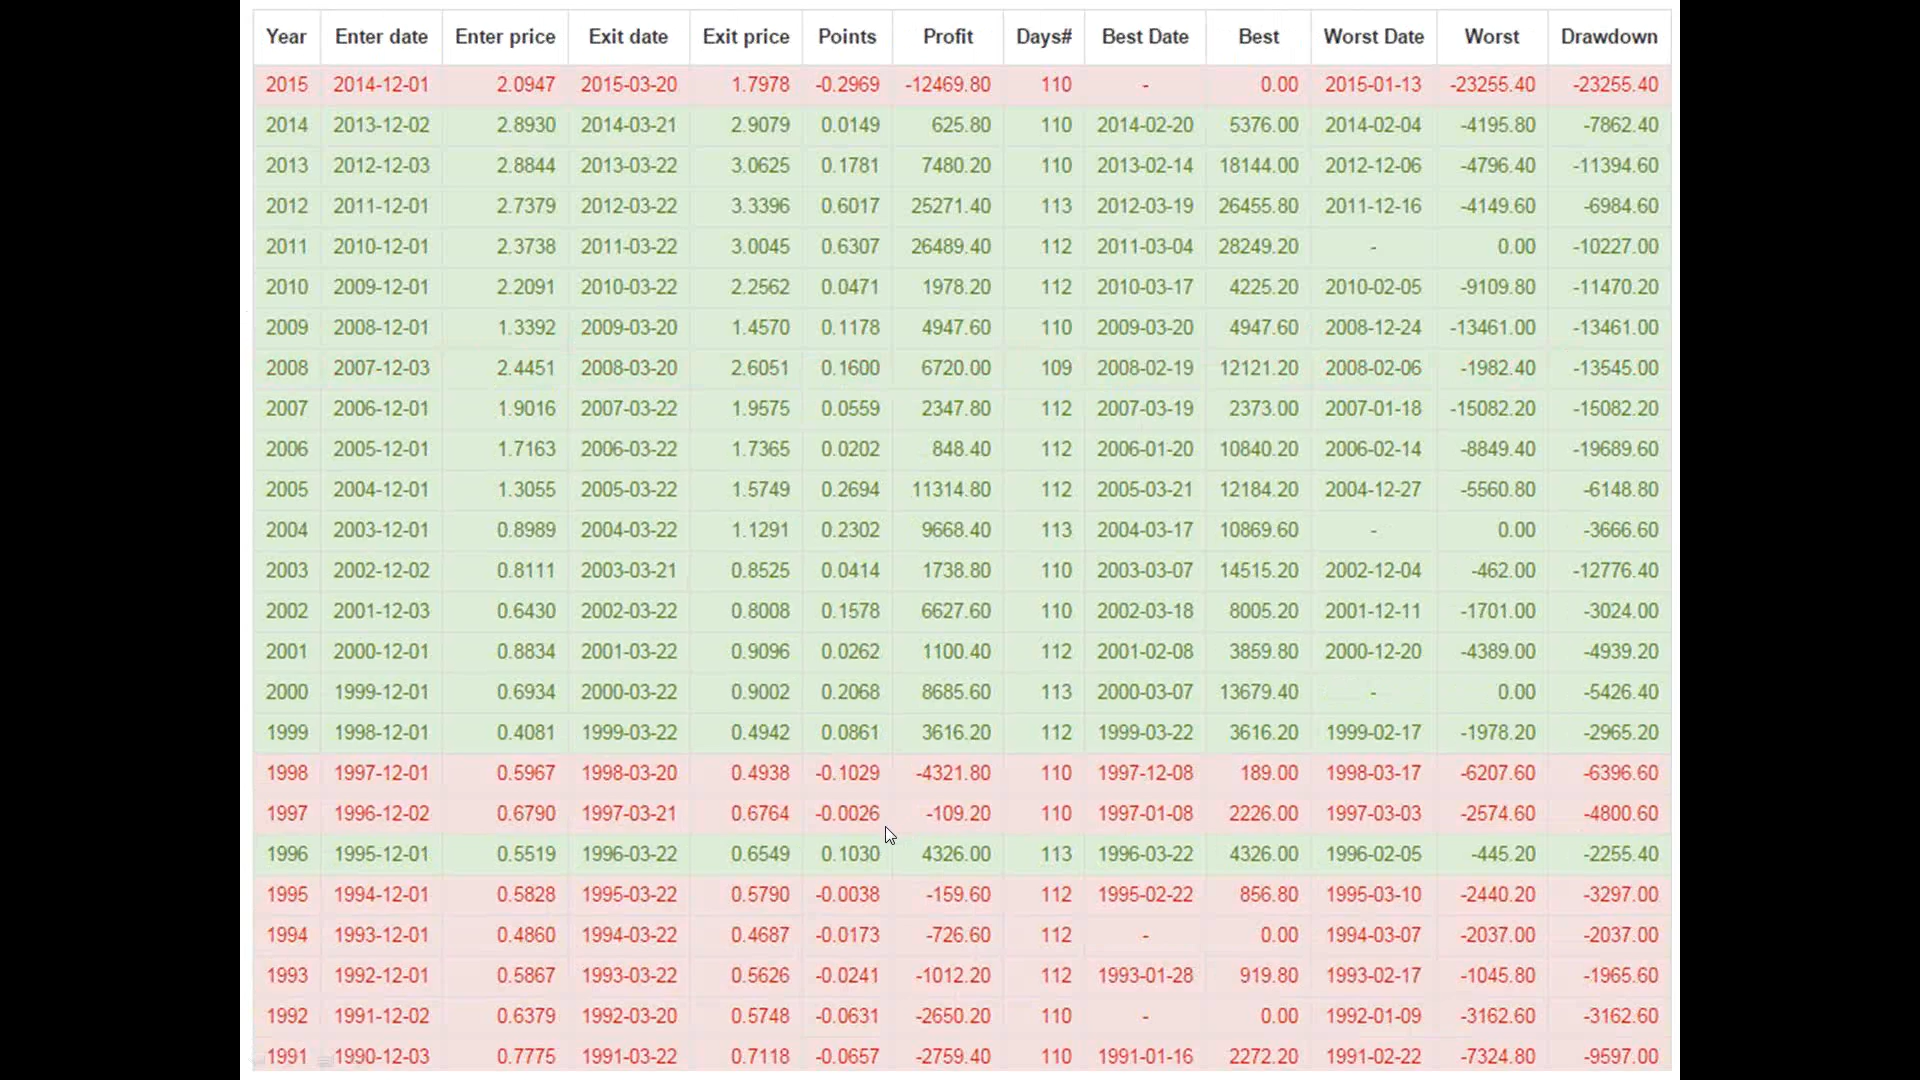 Year Enter date Enter price Exit date Exit price Points Profit Days# Best Date Best Worst Date Worst Drawdown
2015 2014-12-01 2.0947 2015-03-20 1.7978 -0.2969 -12469.80 110 - 0.00 2015-01-13 -23255.40 -23255.40
2014 2013-12-02 2.8930 2014-03-21 2.9079 0.0149 625.80 110 2014-02-20 5376.00 2014-02-04 -4195.80 -7862.40
2013 2012-12-03 2.8844 2013-03-22 3.0625 0.1781 7480.20 110 2013-02-14 18144.00 2012-12-06 -4796.40 -11394.60
2012 2011-12-01 2.7379 2012-03-22 3.3396 0.6017 25271.40 113 2012-03-19 26455.80 2011-12-16 -4149.60 -6984.60
2011 2010-12-01 2.3738 2011-03-22 3.0045 0.6307 26489.40 112 2011-03-04 28249.20 - 0.00 -10227.00
2010 2009-12-01 2.2091 2010-03-22 2.2562 0.0471 1978.20 112 2010-03-17 4225.20 2010-02-05 -9109.80 -11470.20
2009 2008-12-01 1.3392 2009-03-20 1.4570 0.1178 4947.60 110 2009-03-20 4947.60 2008-12-24 -13461.00 -13461.00
2008 2007-12-03 2.4451 2008-03-20 2.6051 0.1600 6720.00 109 2008-02-19 12121.20 2008-02-06 -1982.40 -13545.00
2007 2006-12-01 1.9016 2007-03-22 1.9575 0.0559 2347.80 112 2007-03-19 2373.00 2007-01-18 -15082.20 -15082.20
2006 2005-12-01 1.7163 2006-03-22 1.7365 0.0202 848.40 112 2006-01-20 10840.20 2006-02-14 -8849.40 -19689.60
2005 2004-12-01 1.3055 2005-03-22 1.5749 0.2694 11314.80 112 2005-03-21 12184.20 2004-12-27 -5560.80 -6148.80
2004 2003-12-01 0.8989 2004-03-22 1.1291 0.2302 9668.40 113 2004-03-17 10869.60 - 0.00 -3666.60
2003 2002-12-02 0.8111 2003-03-21 0.8525 0.0414 1738.80 110 2003-03-07 14515.20 2002-12-04 -462.00 -12776.40
2002 2001-12-03 0.6430 2002-03-22 0.8008 0.1578 6627.60 110 2002-03-18 8005.20 2001-12-11 -1701.00 -3024.00
2001 2000-12-01 0.8834 2001-03-22 0.9096 0.0262 1100.40 112 2001-02-08 3859.80 2000-12-20 -4389.00 -4939.20
2000 1999-12-01 0.6934 2000-03-22 0.9002 0.2068 8685.60 113 2000-03-07 13679.40 - 0.00 -5426.40
1999 1998-12-01 0.4081 1999-03-22 0.4942 0.0861 3616.20 112 1999-03-22 3616.20 1999-02-17 -1978.20 -2965.20
1998 1997-12-01 0.5967 1998-03-20 0.4938 -0.1029 -4321.80 110 1997-12-08 189.00 1998-03-17 -6207.60 -6396.60
1997 1996-12-02 0.6790 1997-03-21 0.6764 -0.0026 -109.20 110 1997-01-08 2226.00 1997-03-03 -2574.60 -4800.60
1996 1995-12-01 0.5519 1996-03-22 0.6549 0.1030 4326.00 113 1996-03-22 4326.00 1996-02-05 -445.20 -2255.40
1995 1994-12-01 0.5828 1995-03-22 0.5790 -0.0038 -159.60 112 1995-02-22 856.80 1995-03-10 -2440.20 -3297.00
1994 1993-12-01 0.4860 1994-03-22 0.4687 -0.0173 -726.60 112 - 0.00 1994-03-07 -2037.00 -2037.00
1993 1992-12-01 0.5867 1993-03-22 0.5626 -0.0241 -1012.20 112 1993-01-28 919.80 1993-02-17 -1045.80 -1965.60
1992 1991-12-02 0.6379 1992-03-20 0.5748 -0.0631 -2650.20 110 - 0.00 1992-01-09 -3162.60 -3162.60
1991 1990-12-03 0.7775 1991-03-22 0.7118 -0.0657 -2759.40 110 1991-01-16 2272.20 1991-02-22 -7324.80 -9597.00